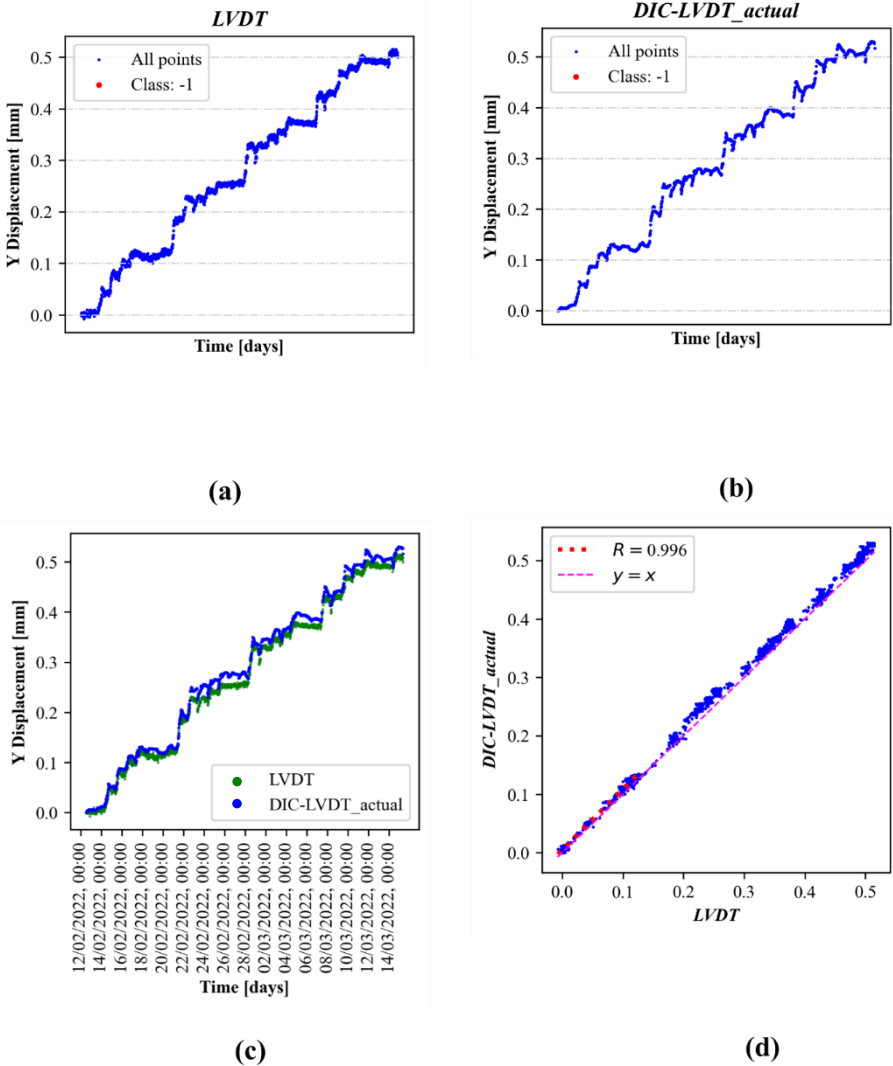 LVDT
Y Displacement [mm]
0.5
0.4
0.3
0.2
0.1
0.0
All points
Class: -1
Time [days]
(a)
DIC-LVDT_actual
Y Displacement [mm]
0.5
0.4
0.3
0.2
0.1
0.0
All points
Class: -1
Time [days]
(b)
Y Displacement [mm]
0.5
0.4
0.3
0.2
0.1
0.0
LVDT
DIC-LVDT_actual
12/02/2022, 00:00
14/02/2022, 00:00
16/02/2022, 00:00
18/02/2022, 00:00
20/02/2022, 00:00
22/02/2022, 00:00
24/02/2022, 00:00
26/02/2022, 00:00
28/02/2022, 00:00
02/03/2022, 00:00
04/03/2022, 00:00
06/03/2022, 00:00
08/03/2022, 00:00
10/03/2022, 00:00
12/03/2022, 00:00
14/03/2022, 00:00
Time [days]
(c)
DIC-LVDT_actual
0.5
0.4
0.3
0.2
0.1
0.0
R = 0.996
y = x
0.0
0.1
0.2
0.3
0.4
0.5
LVDT
(d)